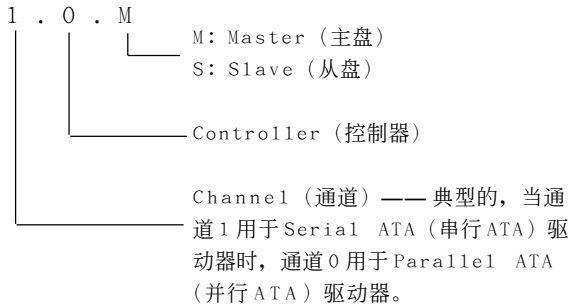 1.0.M
M: Master（主盘）
S: Slave（从盘）
Controller（控制器）
Channel（通道）—— 典型的，当通
道1用于Serial ATA（串行ATA）驱
动器时，通道0用于Parallel ATA
（并行ATA）驱动器。